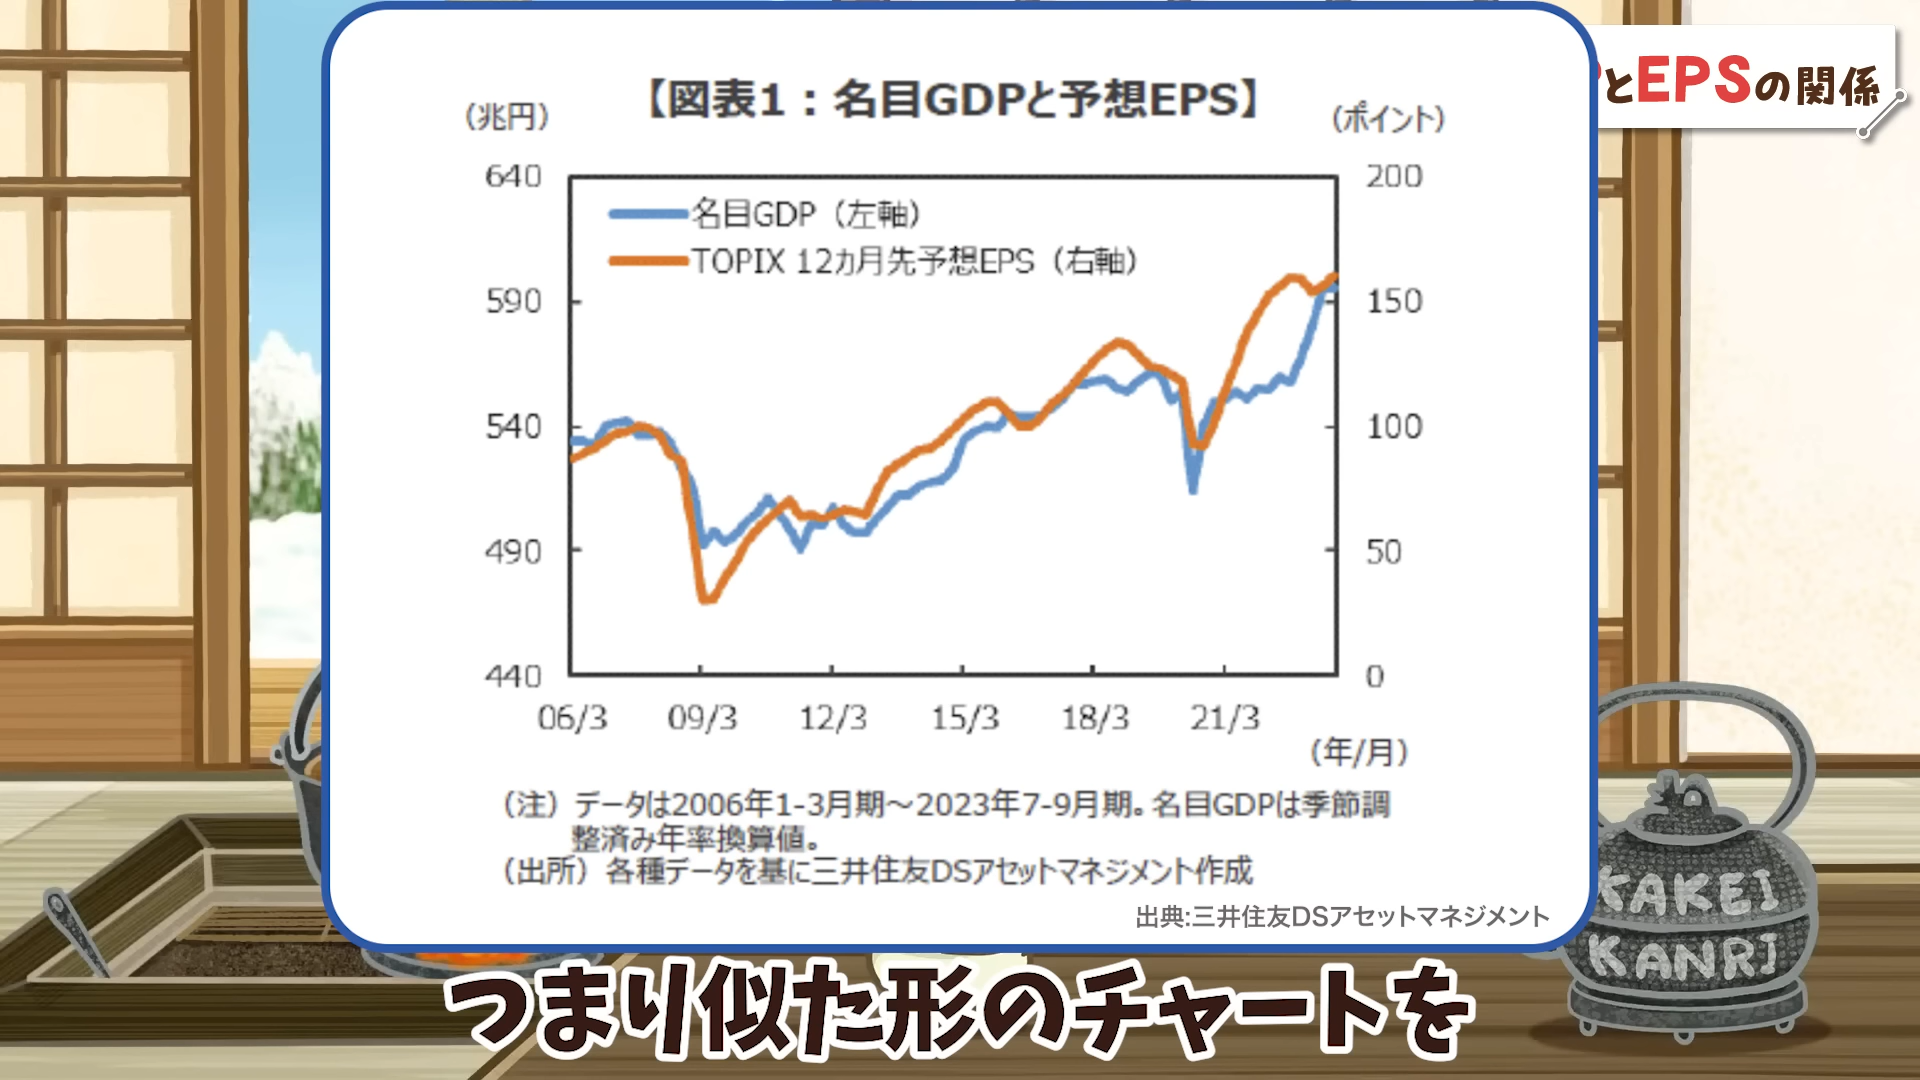 とEPSの関係
【図表1：名目GDPと予想EPS】
（兆円）
（ポイント）
640
590
540
490
440
200
150
100
50
0
名目GDP（左軸）
TOPIX 12カ月先予想EPS（右軸）
06/3
09/3
12/3
15/3
18/3
21/3
（年/月）
（注）データは2006年1-3月期～2023年7-9月期。名目GDPは季節調
整済み年率換算値。
（出所）各種データを基に三井住友DSアセットマネジメント作成
出典:三井住友DSアセットマネジメント
KAKEI
KANRI
つまり似た形のチャートを